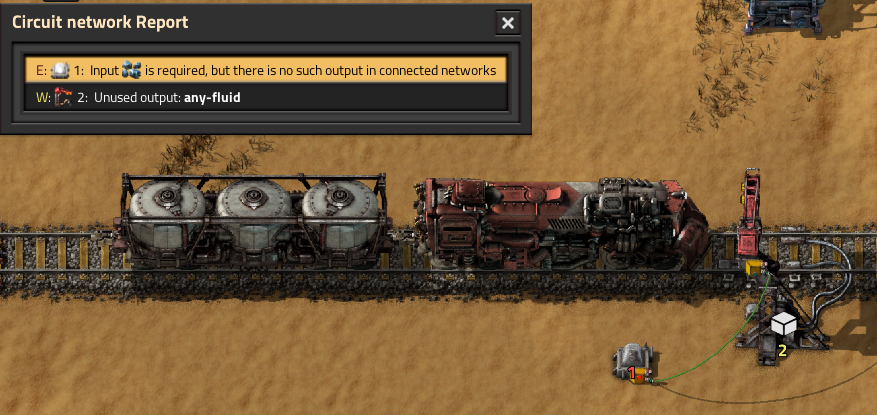 Circuit network Report
E: 1: Input is required, but there is no such output in connected networks
W: 2: Unused output: any-fluid
2
1